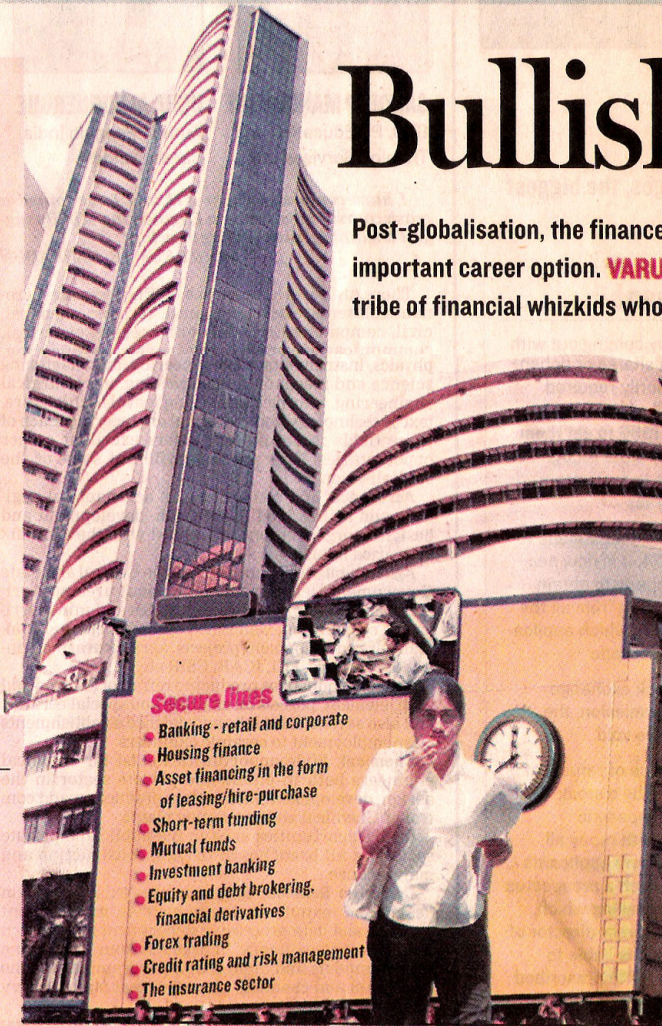 Bullish
Post-globalisation, the finance
important career option. VARU
tribe of financial whizkids who
Secure lines
Banking - retail and corporate
Housing finance
Asset financing in the form
of leasing/hire-purchase
Short-term funding
Mutual funds
Investment banking
Equity and debt brokering,
financial derivatives
Forex trading
Credit rating and risk management
The insurance sector